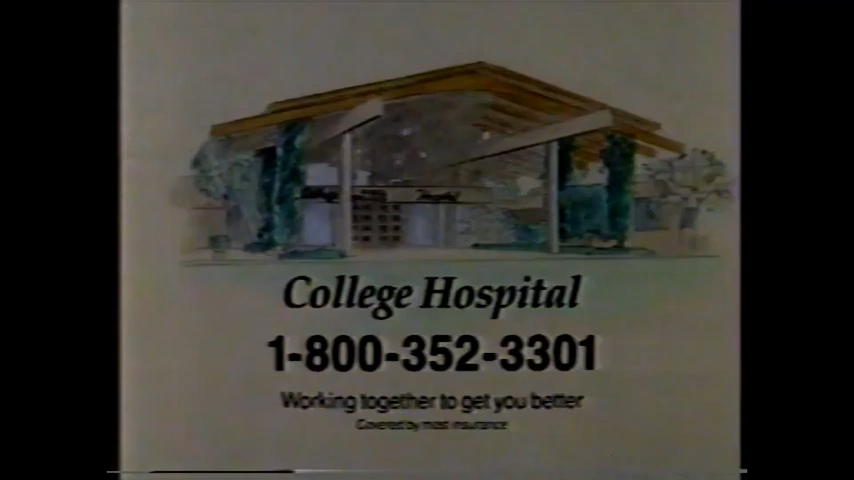 College Hospital
1-800-352-3301
Working together to get you better
Covered by most insurance